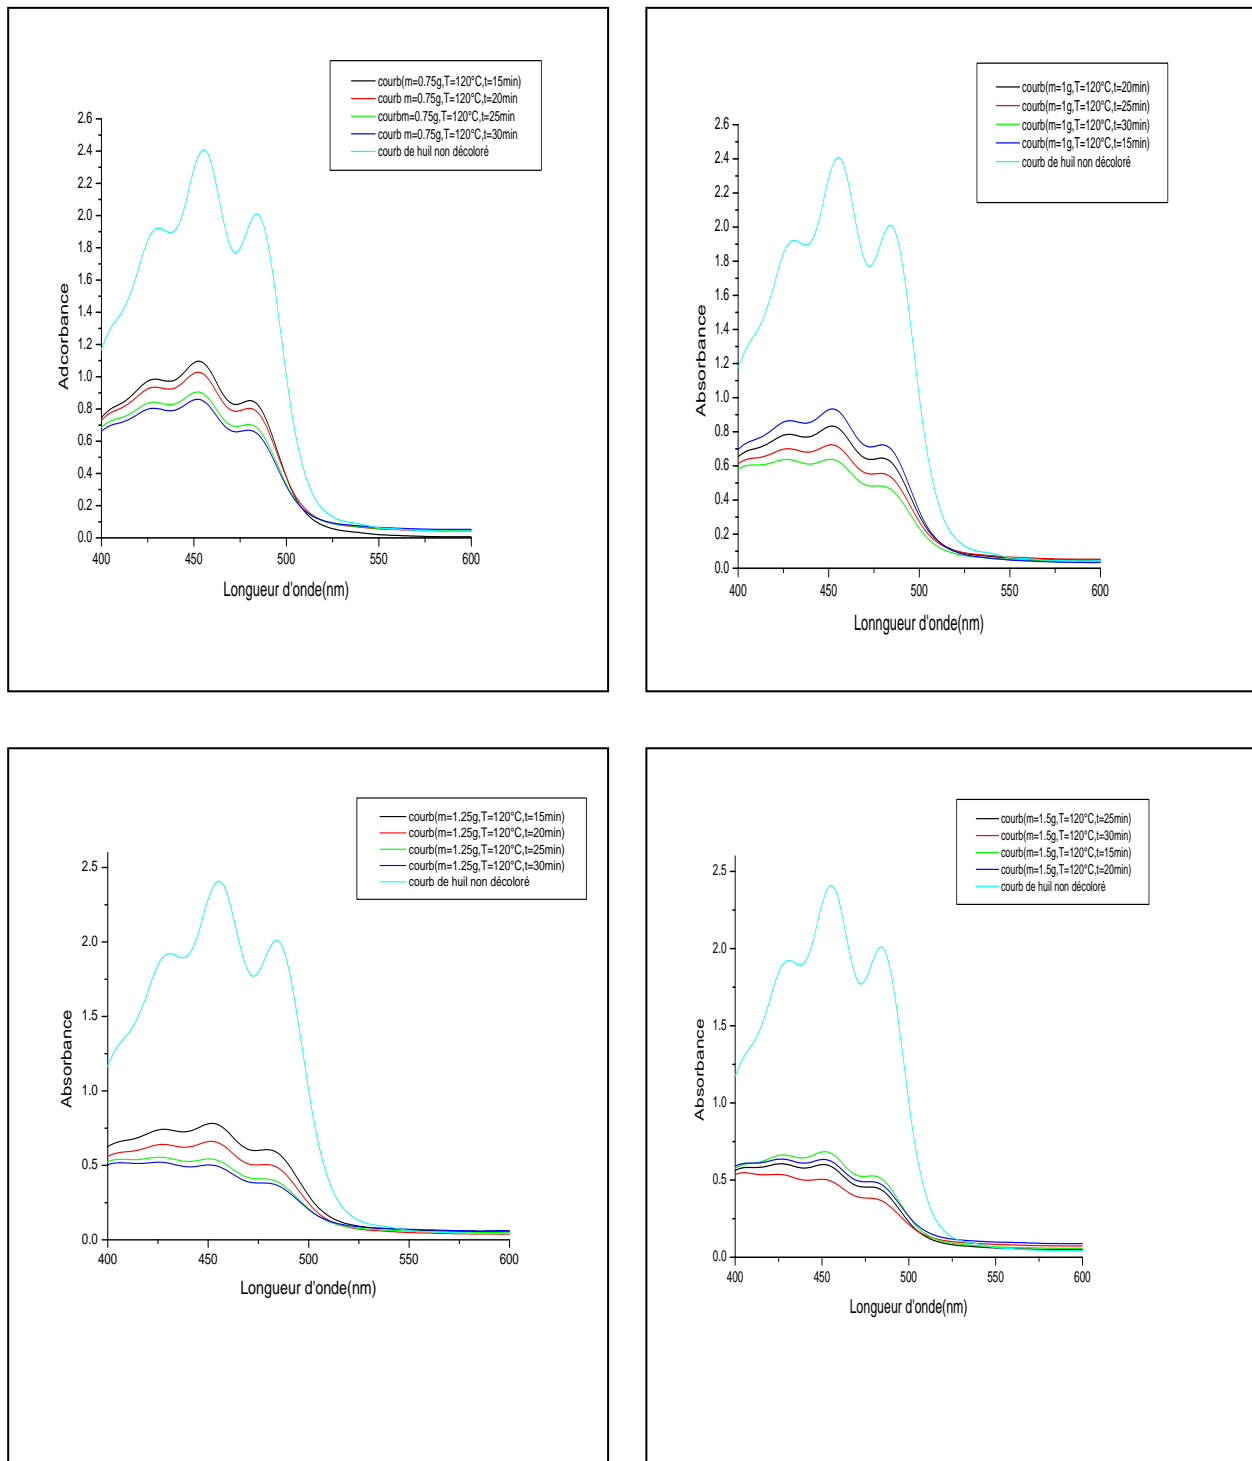 courb(m=0.75g,T=120°C,t=15min)
courb m=0.75g,T=120°C,t=20min
courbm=0.75g,T=120°C,t=25min
courb m=0.75g,T=120°C,t=30min
courb de huil non décoloré
2.6
2.4
2.2
2.0
1.8
1.6
1.4
1.2
1.0
0.8
0.6
0.4
0.2
0.0
Adcorbance
400 450 500 550 600
Longueur d'onde(nm)
courb(m=1g,T=120°C,t=20min)
courb(m=1g,T=120°C,t=25min)
courb(m=1g,T=120°C,t=30min)
courb(m=1g,T=120°C,t=15min)
courb de huil non décoloré
2.6
2.4
2.2
2.0
1.8
1.6
1.4
1.2
1.0
0.8
0.6
0.4
0.2
0.0
Absorbance
400 450 500 550 600
Lonngueur d'onde(nm)
courb(m=1.25g,T=120°C,t=15min)
courb(m=1.25g,T=120°C,t=20min)
courb(m=1.25g,T=120°C,t=25min)
courb(m=1.25g,T=120°C,t=30min)
courb de huil non décoloré
2.5
2.0
1.5
1.0
0.5
0.0
Absorbance
400 450 500 550 600
Longueur d'onde(nm)
courb(m=1.5g,T=120°C,t=25min)
courb(m=1.5g,T=120°C,t=30min)
courb(m=1.5g,T=120°C,t=15min)
courb(m=1.5g,T=120°C,t=20min)
courb de huil non décoloré
2.5
2.0
1.5
1.0
0.5
0.0
Absorbance
400 450 500 550 600
Longueur d'onde(nm)